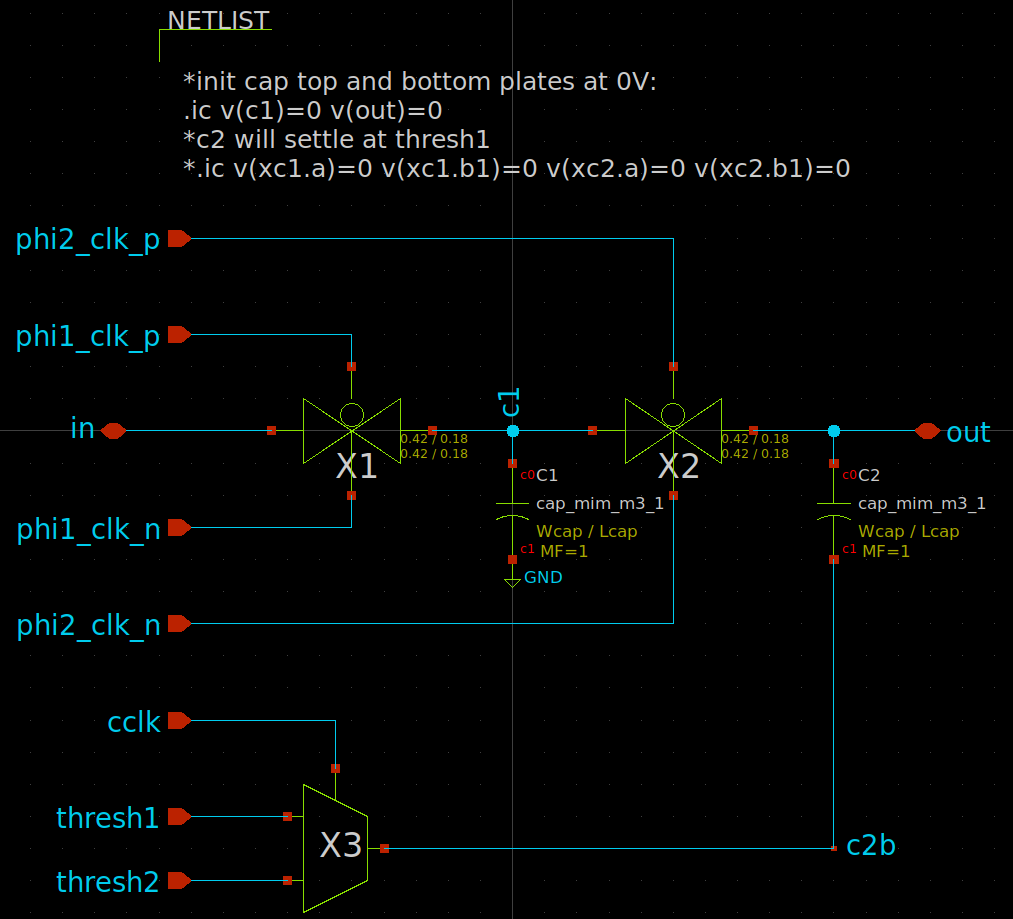 NETLIST
*init cap top and bottom plates at 0V:
.ic v(c1)=0 v(out)=0
*c2 will settle at thresh1
*.ic v(xc1.a)=0 v(xc1.b1)=0 v(xc2.a)=0 v(xc2.b1)=0
phi2_clk_p
phi1_clk_p
in
c1
out
0.42 / 0.18
0.42 / 0.18
X1
0.42 / 0.18
0.42 / 0.18
X2
c0 C1
cap_mim_m3_1
Wcap / Lcap
c1 MF=1
GND
c0 C2
cap_mim_m3_1
Wcap / Lcap
c1 MF=1
phi1_clk_n
phi2_clk_n
cclk
thresh1
X3
c2b
thresh2